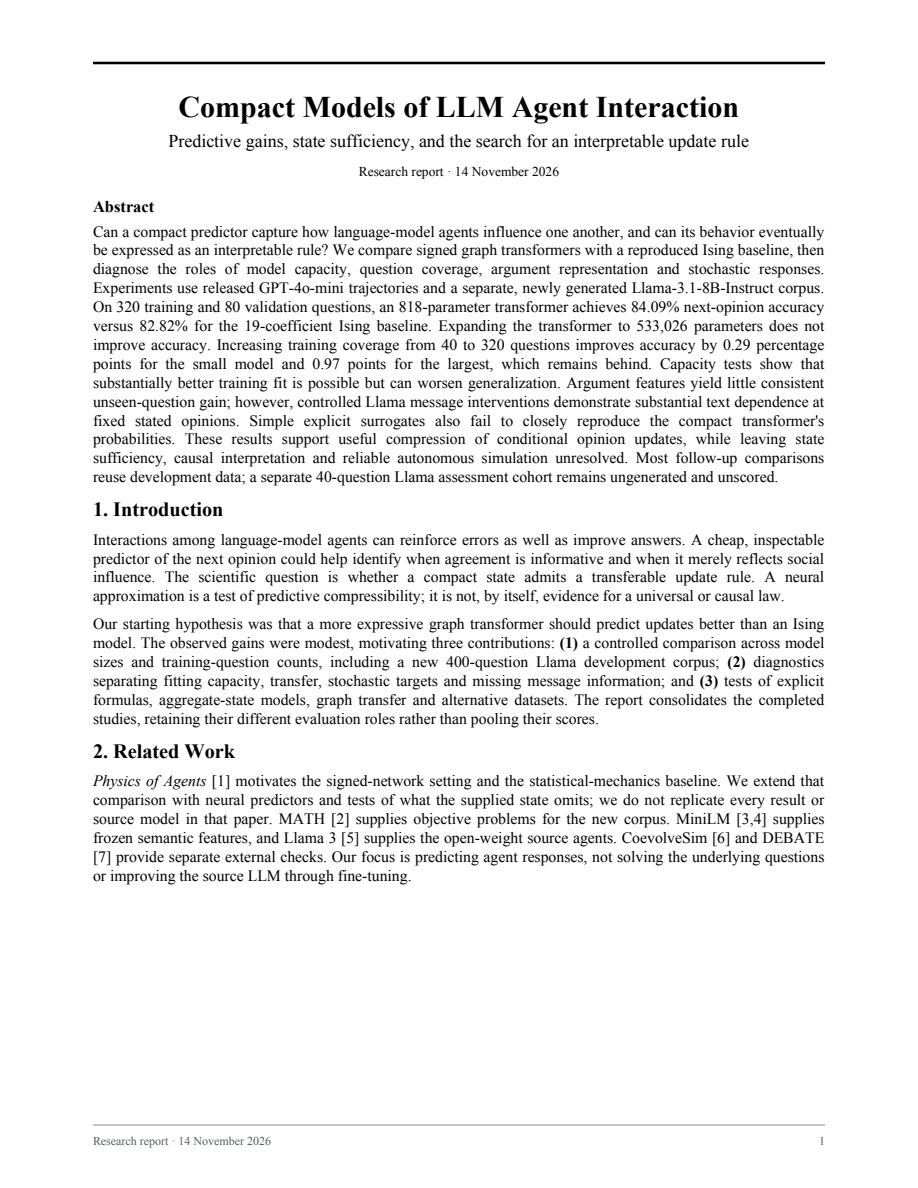 Compact Models of LLM Agent Interaction
Predictive gains, state sufficiency, and the search for an interpretable update rule
Research report · 14 November 2026
Abstract
Can a compact predictor capture how language-model agents influence one another, and can its behavior eventually
be expressed as an interpretable rule? We compare signed graph transformers with a reproduced Ising baseline, then
diagnose the roles of model capacity, question coverage, argument representation and stochastic responses.
Experiments use released GPT-4o-mini trajectories and a separate, newly generated Llama-3.1-8B-Instruct corpus.
On 320 training and 80 validation questions, an 818-parameter transformer achieves 84.09% next-opinion accuracy
versus 82.82% for the 19-coefficient Ising baseline. Expanding the transformer to 533,026 parameters does not
improve accuracy. Increasing training coverage from 40 to 320 questions improves accuracy by 0.29 percentage
points for the small model and 0.97 points for the largest, which remains behind. Capacity tests show that
substantially better training fit is possible but can worsen generalization. Argument features yield little consistent
unseen-question gain; however, controlled Llama message interventions demonstrate substantial text dependence at
fixed stated opinions. Simple explicit surrogates also fail to closely reproduce the compact transformer's
probabilities. These results support useful compression of conditional opinion updates, while leaving state
sufficiency, causal interpretation and reliable autonomous simulation unresolved. Most follow-up comparisons
reuse development data; a separate 40-question Llama assessment cohort remains ungenerated and unscored.
1. Introduction
Interactions among language-model agents can reinforce errors as well as improve answers. A cheap, inspectable
predictor of the next opinion could help identify when agreement is informative and when it merely reflects social
influence. The scientific question is whether a compact state admits a transferable update rule. A neural
approximation is a test of predictive compressibility; it is not, by itself, evidence for a universal or causal law.
Our starting hypothesis was that a more expressive graph transformer should predict updates better than an Ising
model. The observed gains were modest, motivating three contributions: (1) a controlled comparison across model
sizes and training-question counts, including a new 400-question Llama development corpus; (2) diagnostics
separating fitting capacity, transfer, stochastic targets and missing message information; and (3) tests of explicit
formulas, aggregate-state models, graph transfer and alternative datasets. The report consolidates the completed
studies, retaining their different evaluation roles rather than pooling their scores.
2. Related Work
Physics of Agents [1] motivates the signed-network setting and the statistical-mechanics baseline. We extend that
comparison with neural predictors and tests of what the supplied state omits; we do not replicate every result or
source model in that paper. MATH [2] supplies objective problems for the new corpus. MiniLM [3,4] supplies
frozen semantic features, and Llama 3 [5] supplies the open-weight source agents. CoevolveSim [6] and DEBATE
[7] provide separate external checks. Our focus is predicting agent responses, not solving the underlying questions
or improving the source LLM through fine-tuning.
Research report · 14 November 2026
1